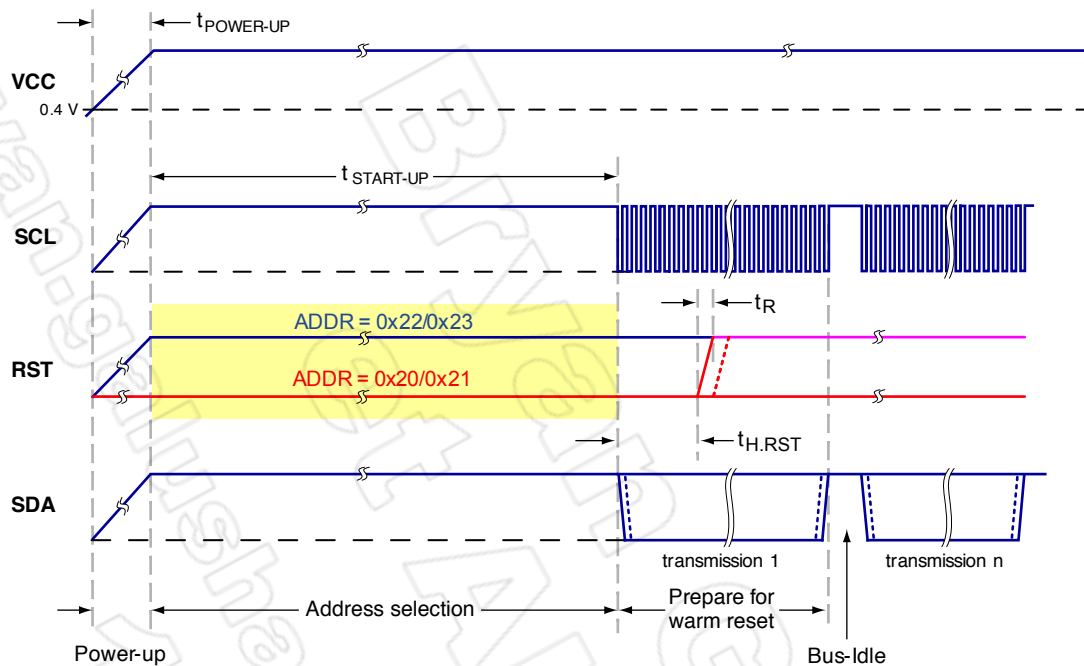 tPOWER-UP
VCC
0.4 V
tSTART-UP
SCL
tR
ADDR = 0x22/0x23
RST
ADDR = 0x20/0x21
tH.RST
SDA
transmission 1
transmission n
Address selection
Prepare for
warm reset
Power-up
Bus-Idle